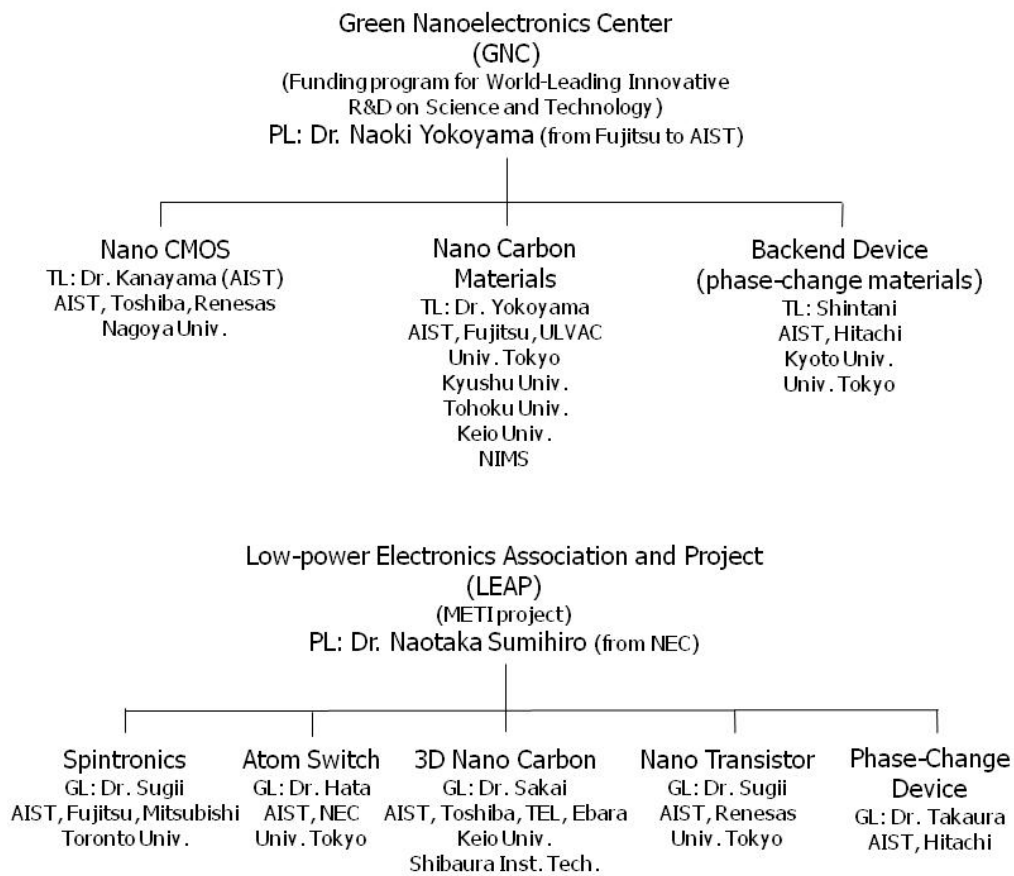 Green Nanoelectronics Center
(GNC)
(Funding program for World-Leading Innovative
R&D on Science and Technology)
PL: Dr. Naoki Yokoyama (from Fujitsu to AIST)
Nano CMOS
TL: Dr. Kanayama (AIST)
AIST, Toshiba, Renesas
Nagoya Univ.
Nano Carbon
Materials
TL: Dr. Yokoyama
AIST, Fujitsu, ULVAC
Univ. Tokyo
Kyushu Univ.
Tohoku Univ.
Keio Univ.
NIMS
Backend Device
(phase-change materials)
TL: Shintani
AIST, Hitachi
Kyoto Univ.
Univ. Tokyo
Low-power Electronics Association and Project
(LEAP)
(METI project)
PL: Dr. Naotaka Sumihiro (from NEC)
Spintronics
GL: Dr. Sugii
AIST, Fujitsu, Mitsubishi
Toronto Univ.
Atom Switch
GL: Dr. Hata
AIST, NEC
Univ. Tokyo
3D Nano Carbon
GL: Dr. Sakai
AIST, Toshiba, TEL, Ebara
Keio Univ.
Shibaura Inst. Tech.
Nano Transistor
GL: Dr. Sugii
AIST, Renesas
Univ. Tokyo
Phase-Change
Device
GL: Dr. Takaura
AIST, Hitachi